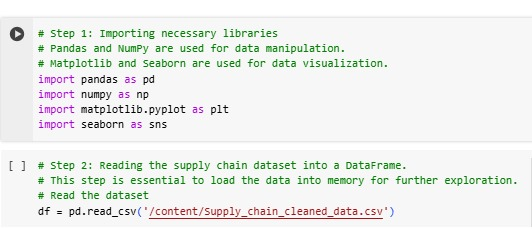 # Step 1: Importing necessary libraries
# Pandas and NumPy are used for data manipulation.
# Matplotlib and Seaborn are used for data visualization.
import pandas as pd
import numpy as np
import matplotlib.pyplot as plt
import seaborn as sns
[ ] # Step 2: Reading the supply chain dataset into a DataFrame.
# This step is essential to load the data into memory for further exploration.
# Read the dataset
df = pd.read_csv('/content/Supply_chain_cleaned_data.csv')